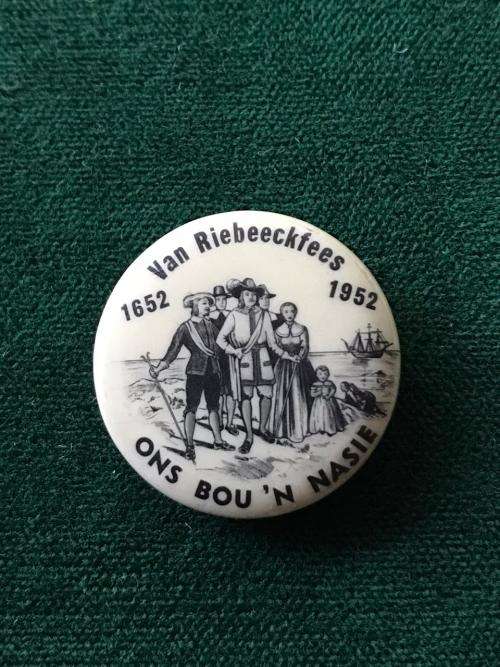 Van Riebeeckfees
1652 1952
ONS BOU 'N NASIE